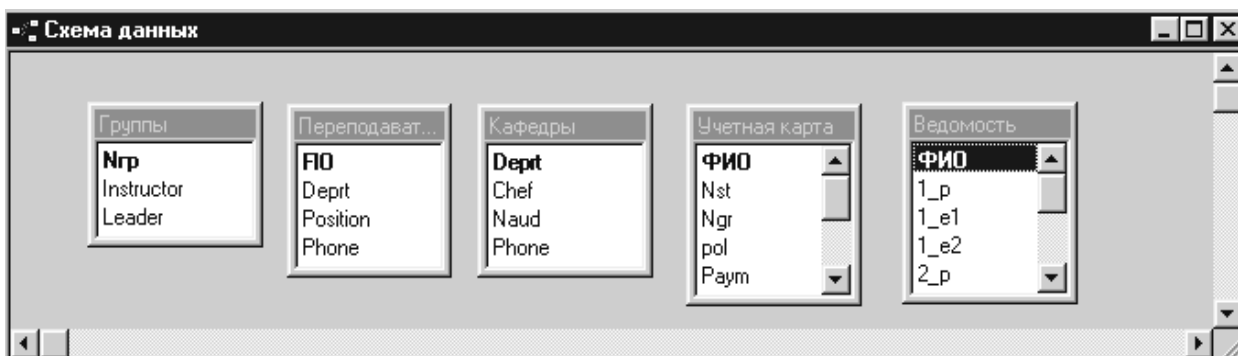 Схема данных
Группы
Nгр
Instructor
Leader
Переподават...
FIO
Deprt
Position
Phone
Кафедры
Deprt
Chef
Naud
Phone
Учетная карта
ФИО
Nst
Ngr
pol
Paym
Ведомость
ФИО
1_p
1_e1
1_e2
2_p